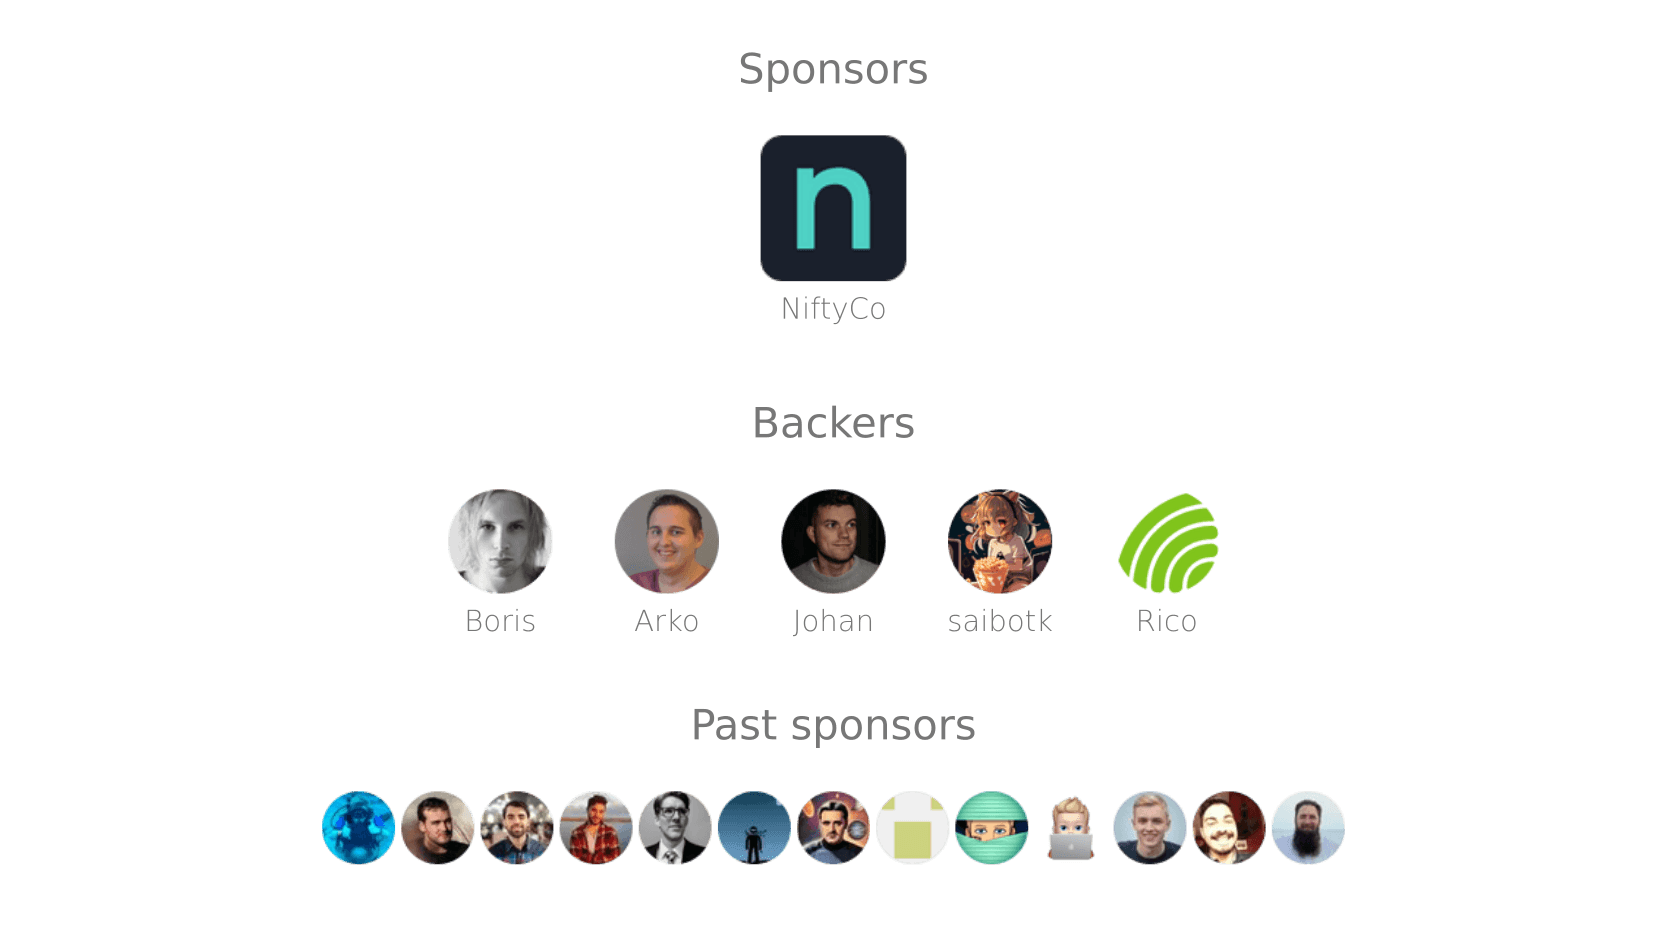 Sponsors
n
NiftyCo
Backers
Boris Arko Johan saibotk Rico
Past sponsors